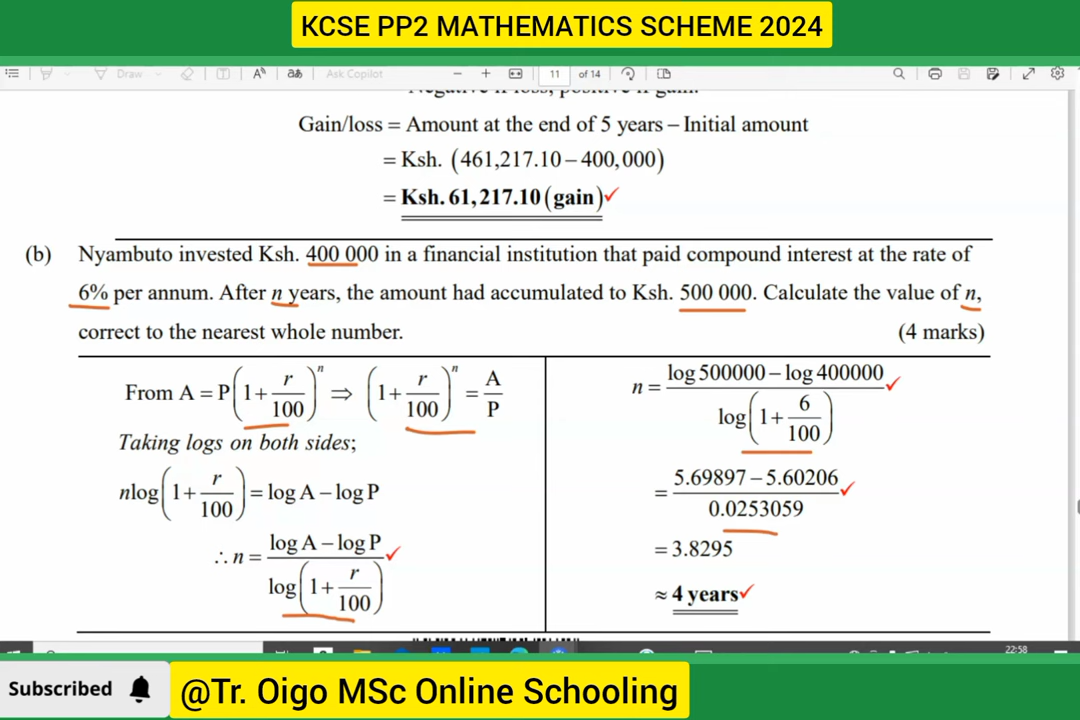 KCSE PP2 MATHEMATICS SCHEME 2024
Draw Ask Copilot 11 of 14
Gain/loss = Amount at the end of 5 years – Initial amount
= Ksh. (461,217.10 – 400,000)
= Ksh. 61,217.10 (gain)✓
(b) Nyambuto invested Ksh. 400 000 in a financial institution that paid compound interest at the rate of
6% per annum. After n years, the amount had accumulated to Ksh. 500 000. Calculate the value of n,
correct to the nearest whole number. (4 marks)
From A = P(1 + r/100)^n ⇒ (1 + r/100)^n = A/P
Taking logs on both sides;
nlog(1 + r/100) = log A – log P
∴ n = (log A – log P) / log(1 + r/100) ✓
n = (log 500000 – log 400000) / log(1 + 6/100) ✓
= (5.69897 – 5.60206) / 0.0253059 ✓
= 3.8295
≈ 4 years✓
22:58
Subscribed
@Tr. Oigo MSc Online Schooling